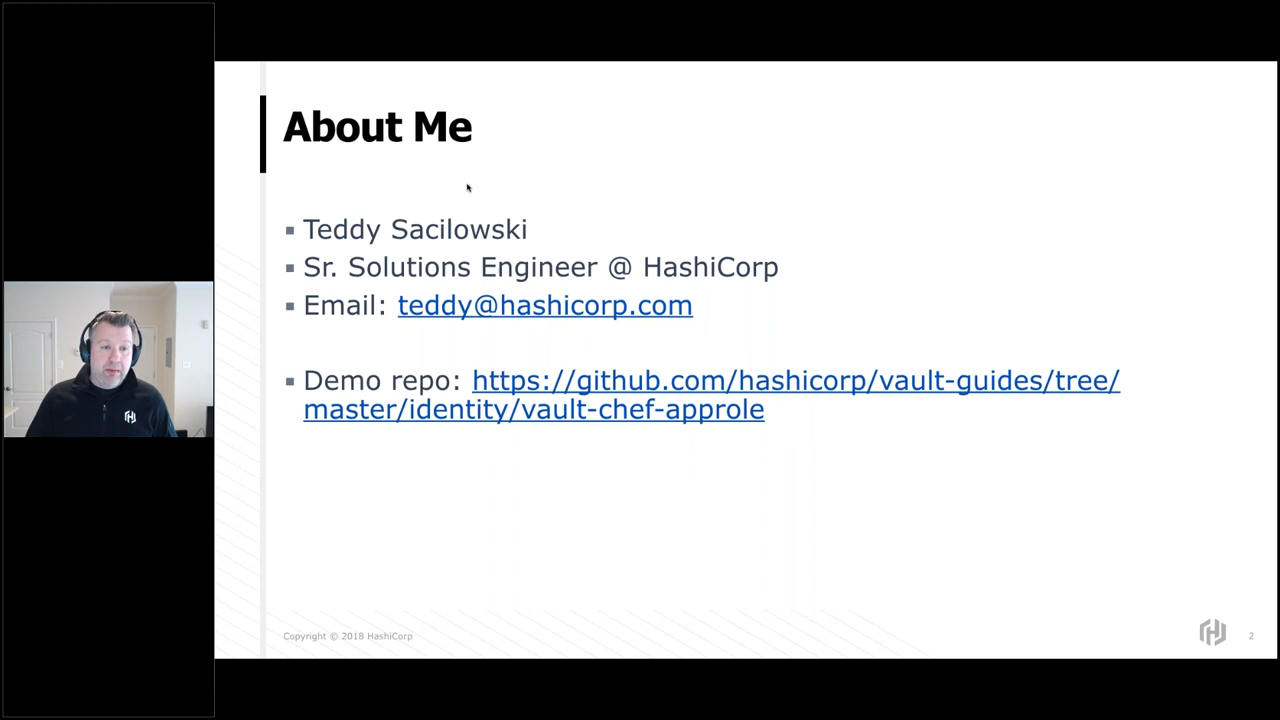 About Me
Teddy Sacilowski
Sr. Solutions Engineer @ HashiCorp
Email: teddy@hashicorp.com
Demo repo: https://github.com/hashicorp/vault-guides/tree/
master/identity/vault-chef-approle
Copyright © 2018 HashiCorp
2